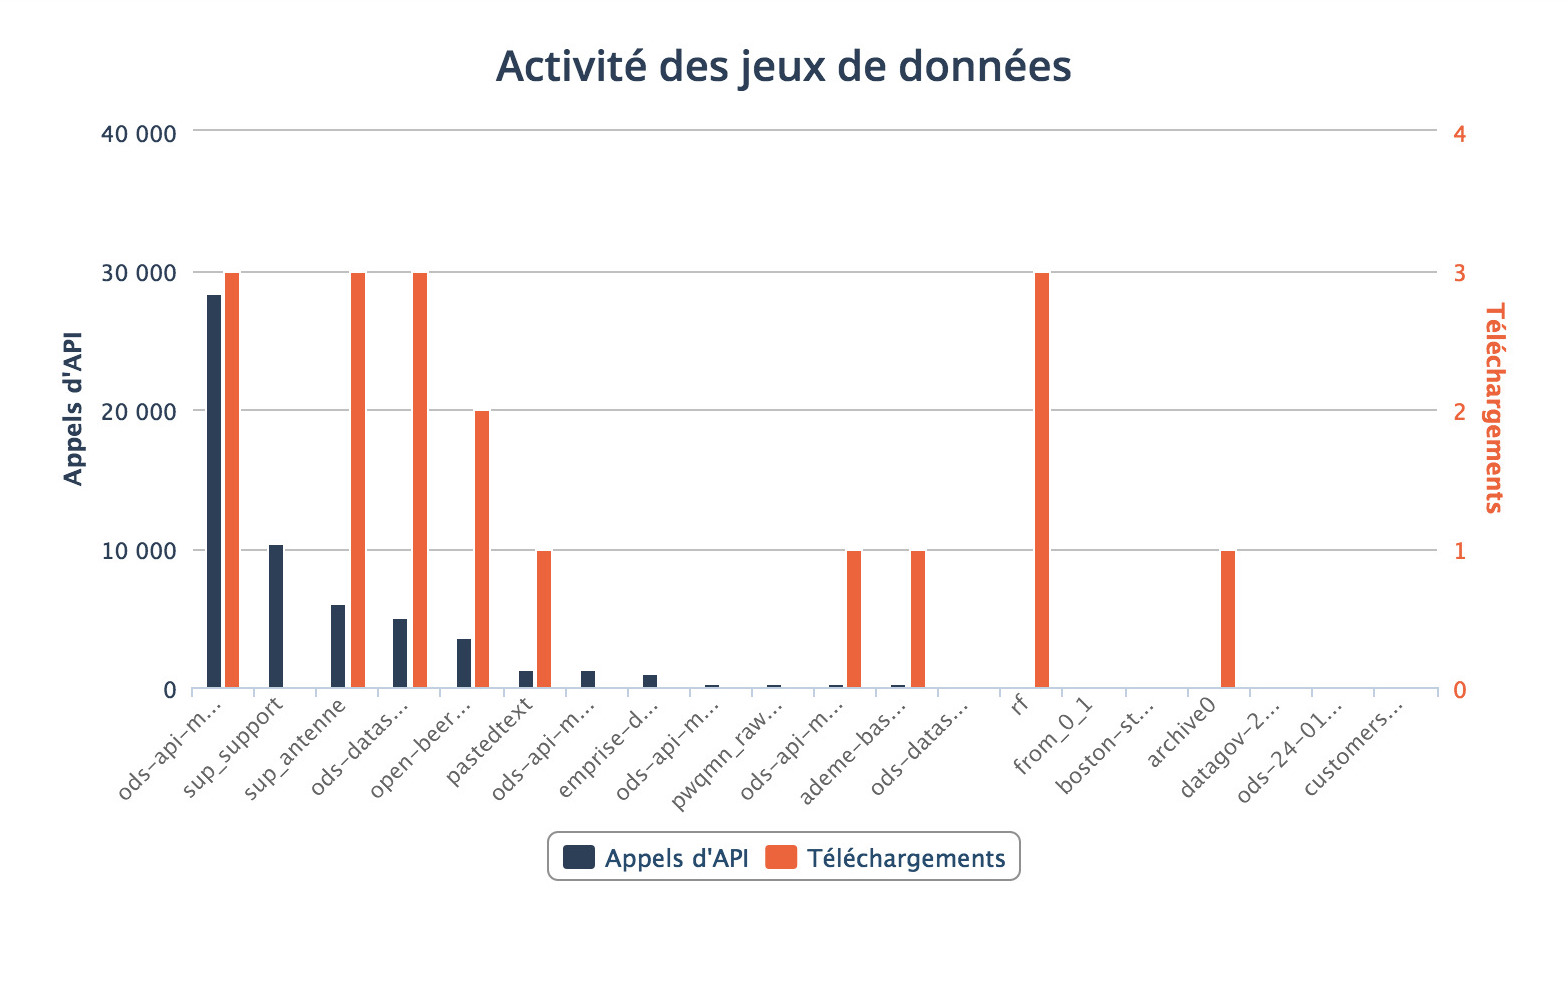 Activité des jeux de données
40 000
30 000
20 000
10 000
0
Appels d'API
4
3
2
1
0
Téléchargements
ods-api-m...
sup_support
sup_antenne
ods-datas...
open-beer...
pastedtext
ods-api-m...
emprise-d...
ods-api-m...
pwqmn_raw...
ods-api-m...
ademe-bas...
ods-datas...
rf
from_0_1
boston-st...
archive0
datagov-2...
ods-24-01...
customers...
Appels d'API Téléchargements